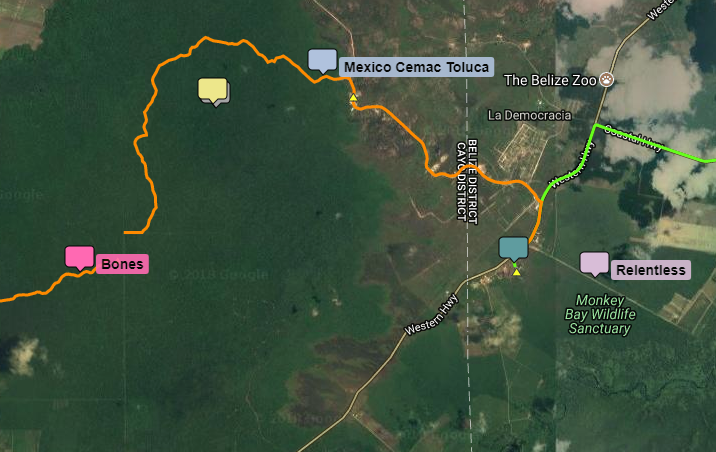 Western
Mexico Cemac Toluca
The Belize Zoo
La Democracia
Coastal Hwy
BELIZE DISTRICT
CAYO DISTRICT
Western Hwy
Google
Bones
© 2018 Google
Relentless
Monkey
Bay Wildlife
Sanctuary
Western Hwy